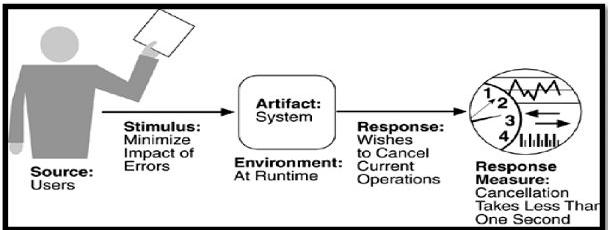 Source:
Users
Stimulus:
Minimize
Impact of
Errors
Artifact:
System
Environment:
At Runtime
Response:
Wishes
to Cancel
Current
Operations
1
2
3
4
Response
Measure:
Cancellation
Takes Less Than
One Second